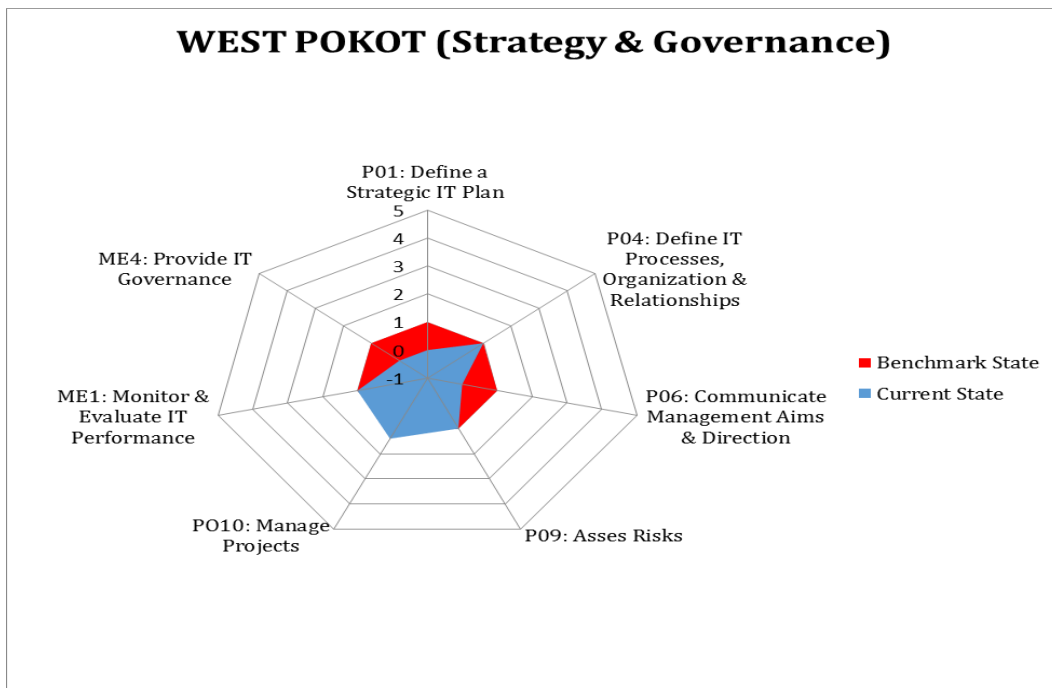 WEST POKOT (Strategy & Governance)
P01: Define a
Strategic IT Plan
5
4
3
2
1
0
-1
P04: Define IT
Processes,
Organization &
Relationships
P06: Communicate
Management Aims
& Direction
P09: Asses Risks
PO10: Manage
Projects
ME1: Monitor &
Evaluate IT
Performance
ME4: Provide IT
Governance
Benchmark State
Current State